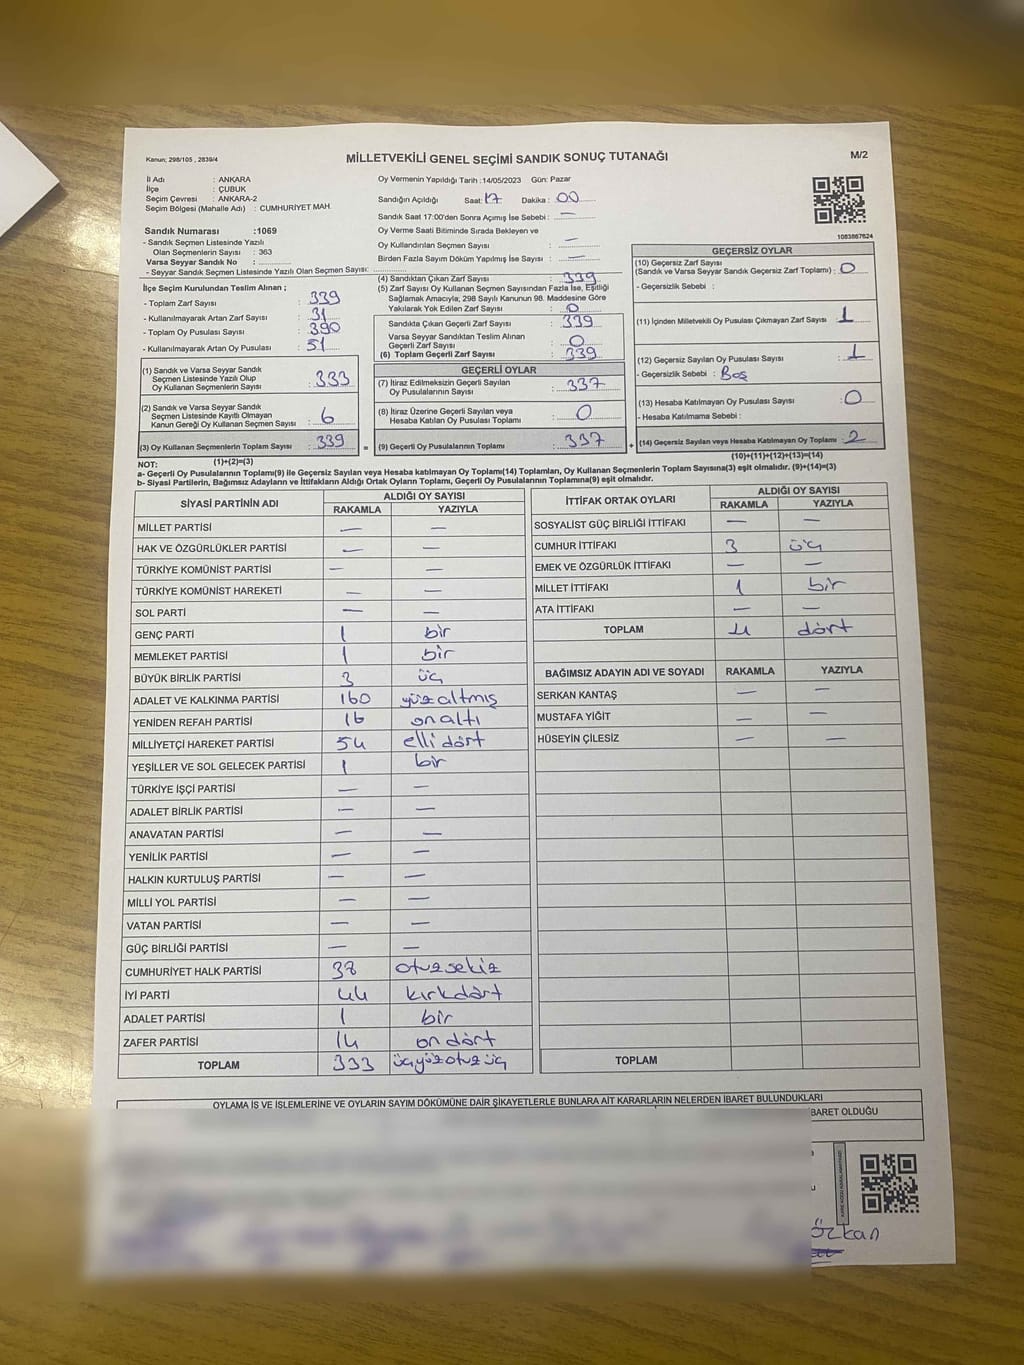 Kanun; 298/105 , 2839/4
MİLLETVEKİLİ GENEL SEÇİMİ SANDIK SONUÇ TUTANAĞI
M/2
İl Adı : ANKARA
İlçe : ÇUBUK
Seçim Çevresi : ANKARA-2
Seçim Bölgesi (Mahalle Adı) : CUMHURİYET MAH.
Oy Vermenin Yapıldığı Tarih :14/05/2023 Gün: Pazar
Sandığın Açıldığı Saat: 17 Dakika : 00
Sandık Saat 17:00'den Sonra Açımış İse Sebebi : —
Oy Verme Saati Bitiminde Sırada Bekleyen ve
Oy Kullandırılan Seçmen Sayısı : —
Birden Fazla Sayım Döküm Yapılmış İse Sayısı : —
1083867624
Sandık Numarası :1069
- Sandık Seçmen Listesinde Yazılı
Olan Seçmenlerin Sayısı : 363
Varsa Seyyar Sandık No :
- Seyyar Sandık Seçmen Listesinde Yazılı Olan Seçmen Sayısı:
İlçe Seçim Kurulundan Teslim Alınan ;
- Toplam Zarf Sayısı : 339
- Kullanılmayarak Artan Zarf Sayısı : 31
- Toplam Oy Pusulası Sayısı : 390
- Kullanılmayarak Artan Oy Pusulası : 51
(1) Sandık ve Varsa Seyyar Sandık
Seçmen Listesinde Yazılı Olup
Oy Kullanan Seçmenlerin Sayısı : 333
(2) Sandık ve Varsa Seyyar Sandık
Seçmen Listesinde Kayıtlı Olmayan
Kanun Gereği Oy Kullanan Seçmen Sayısı : 6
(3) Oy Kullanan Seçmenlerin Toplam Sayısı : 339 =
(1)+(2)=(3)
(4) Sandıktan Çıkan Zarf Sayısı : 339
(5) Zarf Sayısı Oy Kullanan Seçmen Sayısından Fazla İse, Eşitliği
Sağlamak Amacıyla; 298 Sayılı Kanunun 98. Maddesine Göre
Yakılarak Yok Edilen Zarf Sayısı : 0
Sandıkta Çıkan Geçerli Zarf Sayısı : 339
Varsa Seyyar Sandıktan Teslim Alınan
Geçerli Zarf Sayısı : 0
(6) Toplam Geçerli Zarf Sayısı : 339
GEÇERLİ OYLAR
(7) İtiraz Edilmeksizin Geçerli Sayılan
Oy Pusulalarının Sayısı : 337
(8) İtiraz Üzerine Geçerli Sayılan veya
Hesaba Katılan Oy Pusulası Toplamı : 0
(9) Geçerli Oy Pusulalarının Toplamı : 337 +
GEÇERSİZ OYLAR
(10) Geçersiz Zarf Sayısı
(Sandık ve Varsa Seyyar Sandık Geçersiz Zarf Toplamı) : 0
- Geçersizlik Sebebi :
(11) İçinden Milletvekili Oy Pusulası Çıkmayan Zarf Sayısı : 1
(12) Geçersiz Sayılan Oy Pusulası Sayısı : 1
- Geçersizlik Sebebi : Boş
(13) Hesaba Katılmayan Oy Pusulası Sayısı : 0
- Hesaba Katılmama Sebebi :
(14) Geçersiz Sayılan veya Hesaba Katılmayan Oy Toplamı : 2
(10)+(11)+(12)+(13)=(14)
NOT:
a- Geçerli Oy Pusulalarının Toplamı(9) ile Geçersiz Sayılan veya Hesaba katılmayan Oy Toplamı(14) Toplamları, Oy Kullanan Seçmenlerin Toplam Sayısına(3) eşit olmalıdır. (9)+(14)=(3)
b- Siyasi Partilerin, Bağımsız Adayların ve İttifakların Aldığı Ortak Oyların Toplamı, Geçerli Oy Pusulalarının Toplamına(9) eşit olmalıdır.
SİYASİ PARTİNİN ADI ALDIĞI OY SAYISI
RAKAMLA YAZIYLA
MİLLET PARTİSİ — —
HAK VE ÖZGÜRLÜKLER PARTİSİ — —
TÜRKİYE KOMÜNİST PARTİSİ — —
TÜRKİYE KOMÜNİST HAREKETİ — —
SOL PARTİ — —
GENÇ PARTİ 1 bir
MEMLEKET PARTİSİ 1 bir
BÜYÜK BİRLİK PARTİSİ 3 üç
ADALET VE KALKINMA PARTİSİ 160 yüzaltmış
YENİDEN REFAH PARTİSİ 16 onaltı
MİLLİYETÇİ HAREKET PARTİSİ 54 ellidört
YEŞİLLER VE SOL GELECEK PARTİSİ 1 bir
TÜRKİYE İŞÇİ PARTİSİ — —
ADALET BİRLİK PARTİSİ — —
ANAVATAN PARTİSİ — —
YENİLİK PARTİSİ — —
HALKIN KURTULUŞ PARTİSİ — —
MİLLİ YOL PARTİSİ — —
VATAN PARTİSİ — —
GÜÇ BİRLİĞİ PARTİSİ — —
CUMHURİYET HALK PARTİSİ 38 otuzsekiz
İYİ PARTİ 44 kırkdört
ADALET PARTİSİ 1 bir
ZAFER PARTİSİ 14 ondört
TOPLAM 333 üçyüzotuzüç
İTTİFAK ORTAK OYLARI ALDIĞI OY SAYISI
RAKAMLA YAZIYLA
SOSYALİST GÜÇ BİRLİĞİ İTTİFAKI — —
CUMHUR İTTİFAKI 3 üç
EMEK VE ÖZGÜRLÜK İTTİFAKI — —
MİLLET İTTİFAKI 1 bir
ATA İTTİFAKI — —
TOPLAM 4 dört
BAĞIMSIZ ADAYIN ADI VE SOYADI RAKAMLA YAZIYLA
SERKAN KANTAŞ — —
MUSTAFA YİĞİT — —
HÜSEYİN ÇİLESİZ — —
TOPLAM
OYLAMA İŞ VE İŞLEMLERİNE VE OYLARIN SAYIM DÖKÜMÜNE DAİR ŞİKAYETLERLE BUNLARA AİT KARARLARIN NELERDEN İBARET BULUNDUKLARI
BARET OLDUĞU
Özkan